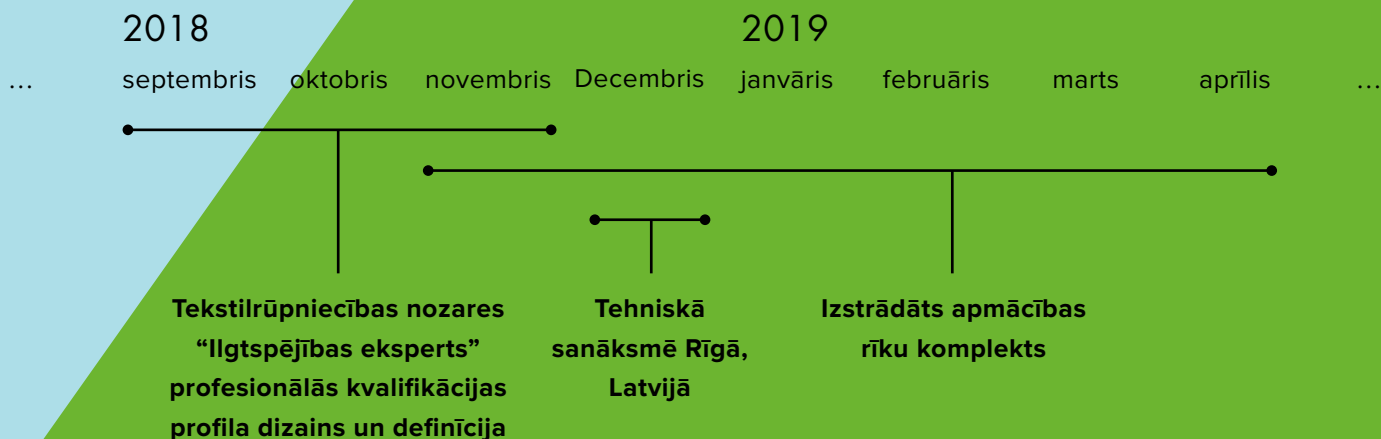 2018 2019
... septembris oktobris novembris Decembris janvāris februāris marts aprīlis ...
Tekstilrūpniecības nozares
“Ilgtspējības eksperts”
profesionālās kvalifikācijas
profila dizains un definīcija
Tehniskā
sanāksmē Rīgā,
Latvijā
Izstrādāts apmācības
rīku komplekts